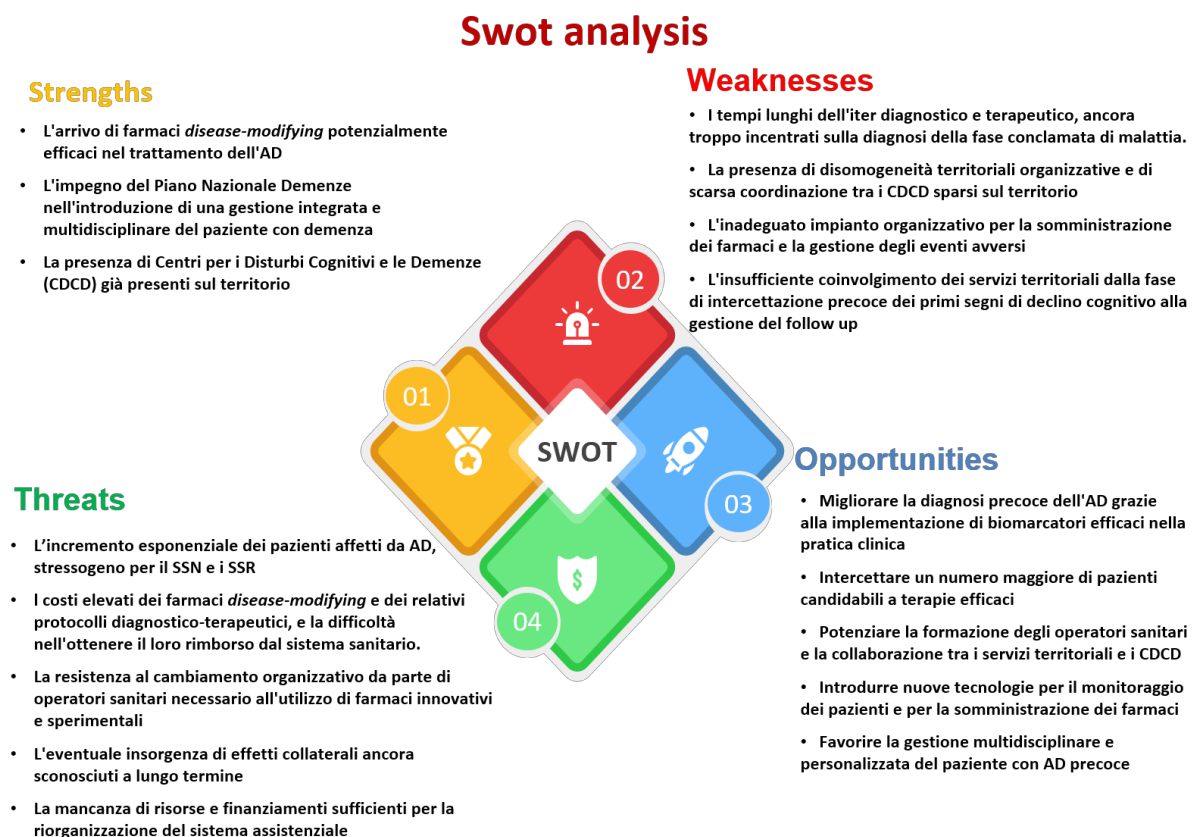 Swot analysis
Strengths
• L'arrivo di farmaci disease-modifying potenzialmente
efficaci nel trattamento dell'AD
• L'impegno del Piano Nazionale Demenze
nell'introduzione di una gestione integrata e
multidisciplinare del paziente con demenza
• La presenza di Centri per i Disturbi Cognitivi e le Demenze
(CDCD) già presenti sul territorio
Weaknesses
• I tempi lunghi dell'iter diagnostico e terapeutico, ancora
troppo incentrati sulla diagnosi della fase conclamata di malattia.
• La presenza di disomogeneità territoriali organizzative e di
scarsa coordinazione tra i CDCD sparsi sul territorio
• L'inadeguato impianto organizzativo per la somministrazione
dei farmaci e la gestione degli eventi avversi
• L'insufficiente coinvolgimento dei servizi territoriali dalla fase
di intercettazione precoce dei primi segni di declino cognitivo alla
gestione del follow up
02
01
SWOT
03
$
04
Opportunities
• Migliorare la diagnosi precoce dell'AD grazie
alla implementazione di biomarcatori efficaci nella
pratica clinica
• Intercettare un numero maggiore di pazienti
candidabili a terapie efficaci
• Potenziare la formazione degli operatori sanitari
e la collaborazione tra i servizi territoriali e i CDCD
• Introdurre nuove tecnologie per il monitoraggio
dei pazienti e per la somministrazione dei farmaci
• Favorire la gestione multidisciplinare e
personalizzata del paziente con AD precoce
Threats
• L’incremento esponenziale dei pazienti affetti da AD,
stressogeno per il SSN e i SSR
• I costi elevati dei farmaci disease-modifying e dei relativi
protocolli diagnostico-terapeutici, e la difficoltà
nell'ottenere il loro rimborso dal sistema sanitario.
• La resistenza al cambiamento organizzativo da parte di
operatori sanitari necessario all'utilizzo di farmaci innovativi
e sperimentali
• L'eventuale insorgenza di effetti collaterali ancora
sconosciuti a lungo termine
• La mancanza di risorse e finanziamenti sufficienti per la
riorganizzazione del sistema assistenziale